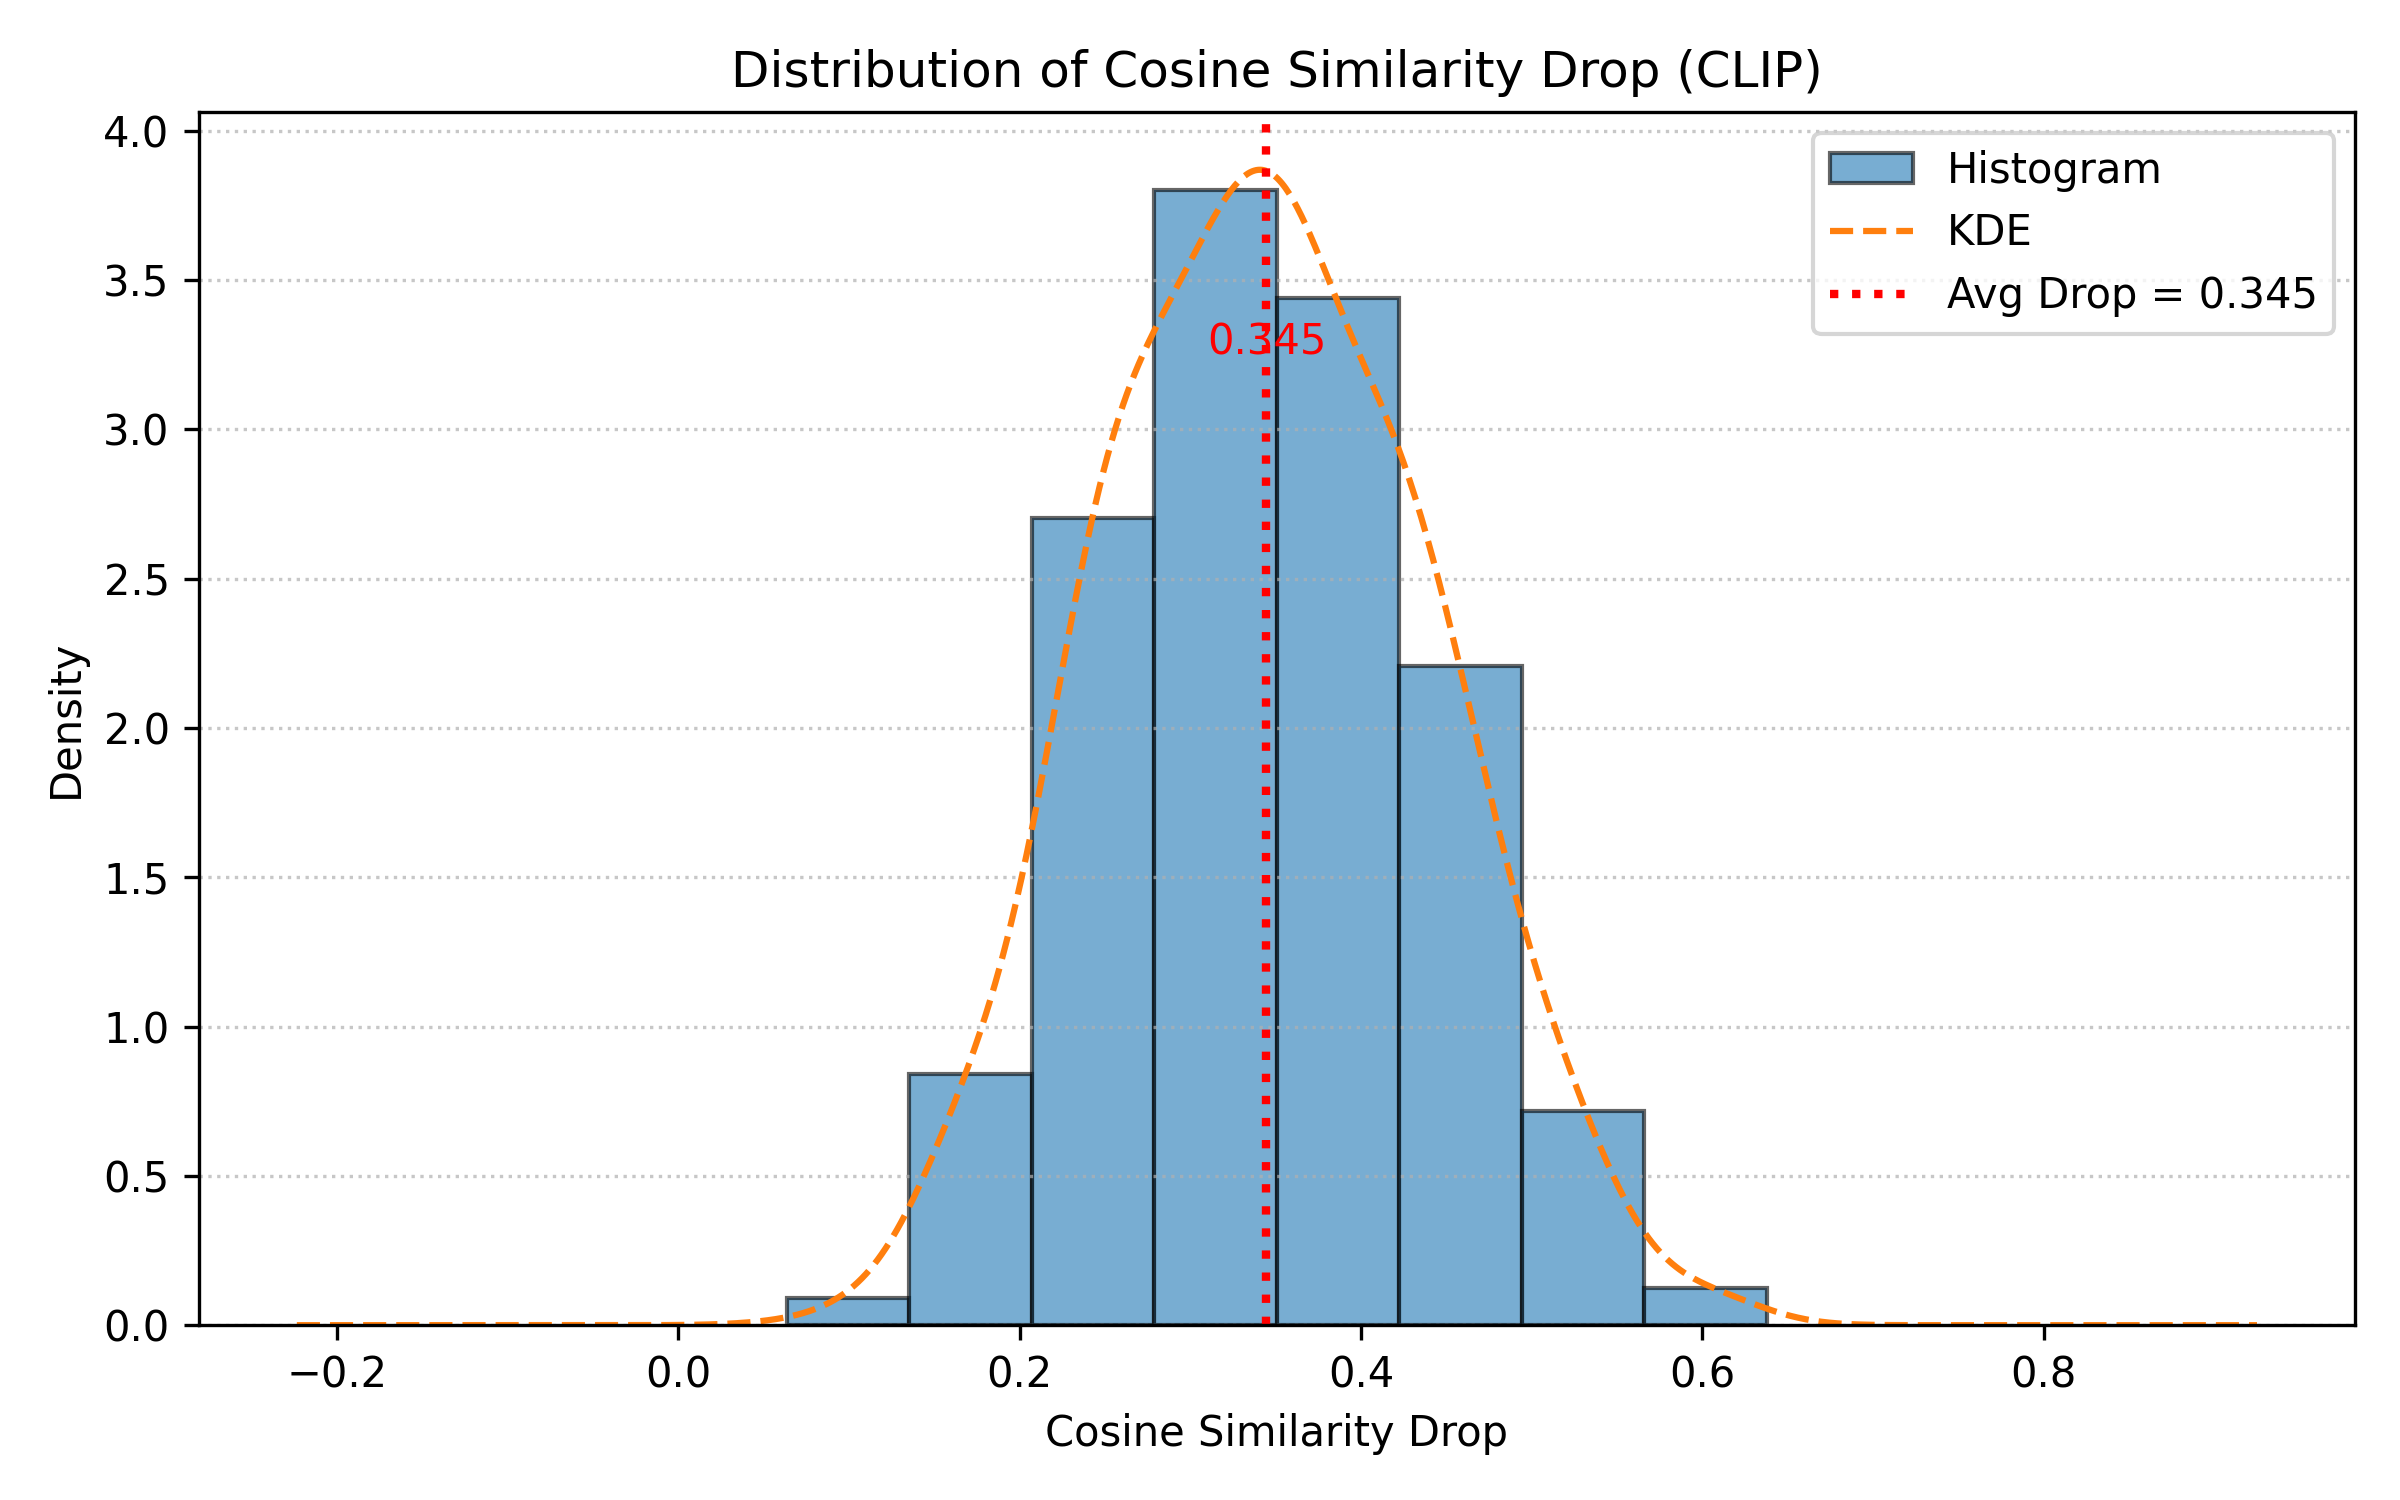 Distribution of Cosine Similarity Drop (CLIP)
4.0
3.5
3.0
2.5
2.0
1.5
1.0
0.5
0.0
Density
Histogram
KDE
Avg Drop = 0.345
0.345
−0.2
0.0
0.2
0.4
0.6
0.8
Cosine Similarity Drop